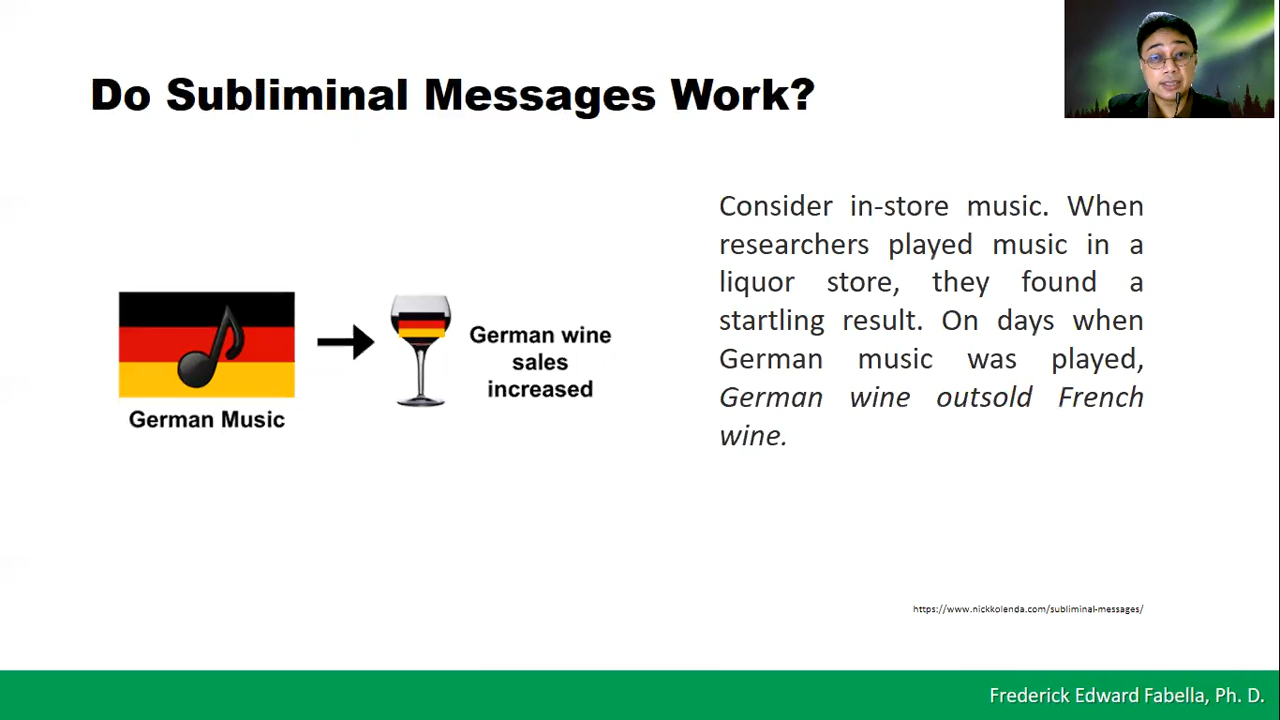 Do Subliminal Messages Work?
Consider in-store music. When
researchers played music in a
liquor store, they found a
startling result. On days when
German music was played,
German wine outsold French
wine.
German Music
German wine
sales
increased
https://www.nickkolenda.com/subliminal-messages/
Frederick Edward Fabella, Ph. D.